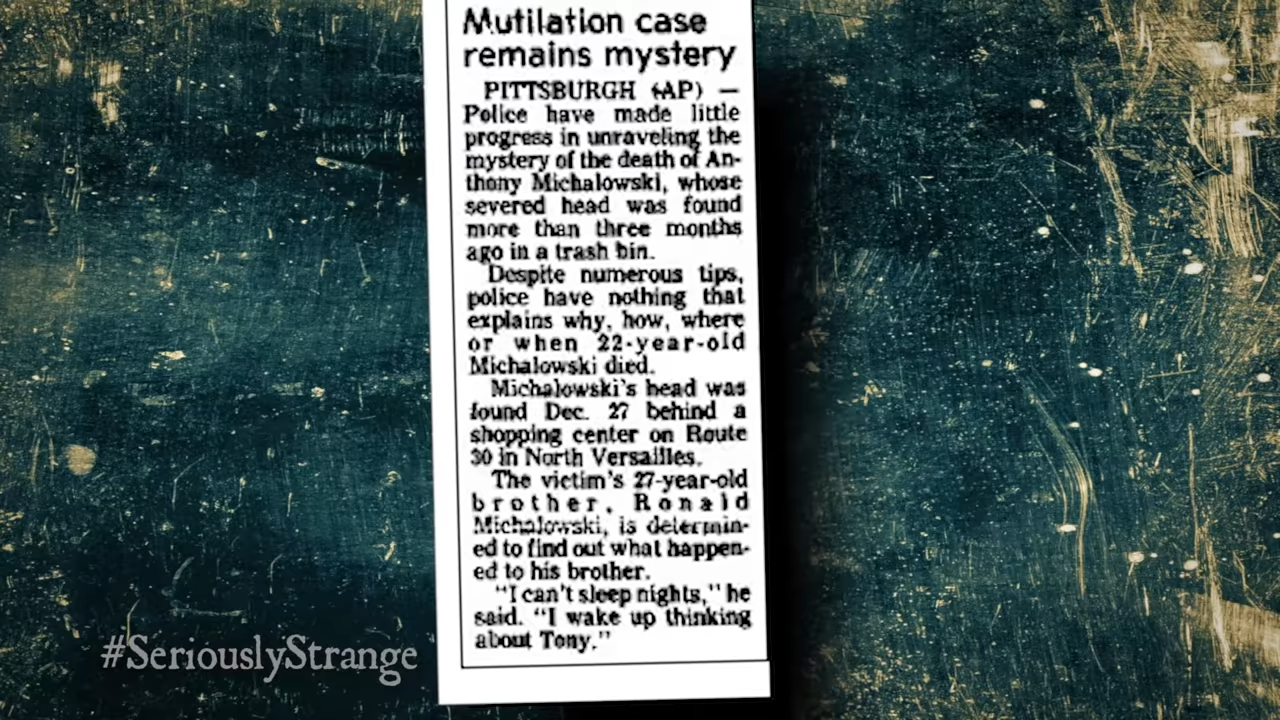 Mutilation case
remains mystery
PITTSBURGH (AP) —
Police have made little
progress in unraveling the
mystery of the death of An-
thony Michalowski, whose
severed head was found
more than three months
ago in a trash bin.
Despite numerous tips,
police have nothing that
explains why, how, where
or when 22-year-old
Michalowski died.
Michalowski's head was
found Dec. 27 behind a
shopping center on Route
30 in North Versailles.
The victim's 27-year-old
brother, Ronald
Michalowski, is determin-
ed to find out what happen-
ed to his brother.
"I can't sleep nights," he
said. "I wake up thinking
about Tony."
#SeriouslyStrange